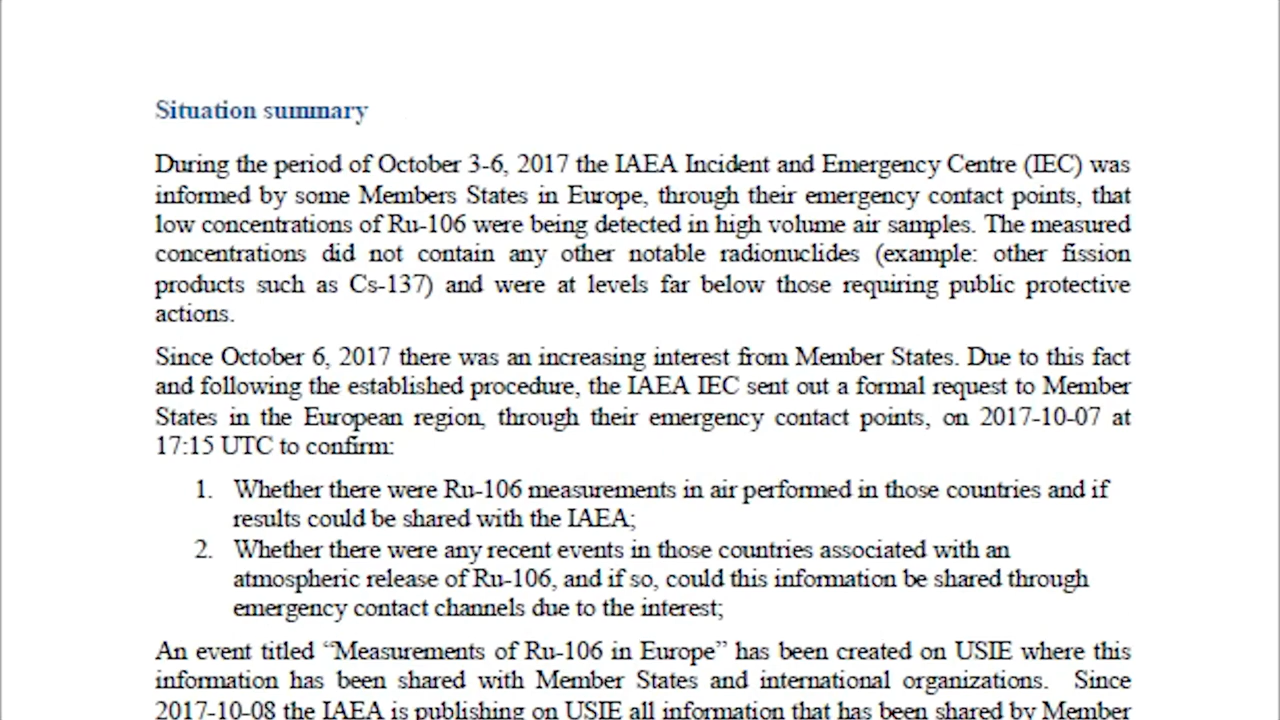 Situation summary
During the period of October 3-6, 2017 the IAEA Incident and Emergency Centre (IEC) was
informed by some Members States in Europe, through their emergency contact points, that
low concentrations of Ru-106 were being detected in high volume air samples. The measured
concentrations did not contain any other notable radionuclides (example: other fission
products such as Cs-137) and were at levels far below those requiring public protective
actions.
Since October 6, 2017 there was an increasing interest from Member States. Due to this fact
and following the established procedure, the IAEA IEC sent out a formal request to Member
States in the European region, through their emergency contact points, on 2017-10-07 at
17:15 UTC to confirm:
1. Whether there were Ru-106 measurements in air performed in those countries and if
results could be shared with the IAEA;
2. Whether there were any recent events in those countries associated with an
atmospheric release of Ru-106, and if so, could this information be shared through
emergency contact channels due to the interest;
An event titled “Measurements of Ru-106 in Europe” has been created on USIE where this
information has been shared with Member States and international organizations. Since
2017-10-08 the IAEA is publishing on USIE all information that has been shared by Member